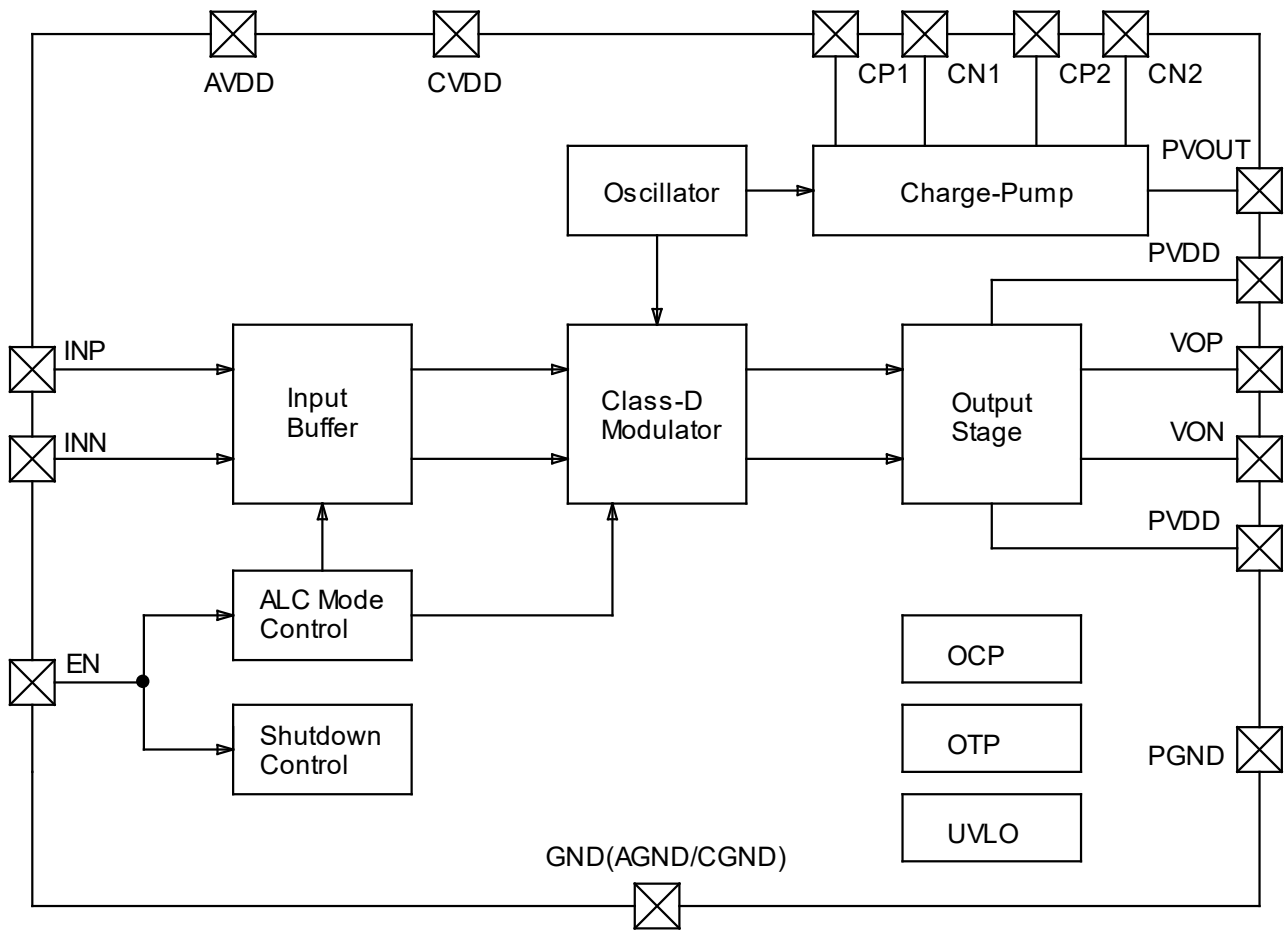 AVDD
CVDD
CP1
CN1
CP2
CN2
PVOUT
Oscillator
Charge-Pump
PVDD
INP
VOP
Input
Buffer
Class-D
Modulator
Output
Stage
INN
VON
PVDD
ALC Mode
Control
OCP
EN
Shutdown
Control
OTP
PGND
UVLO
GND(AGND/CGND)